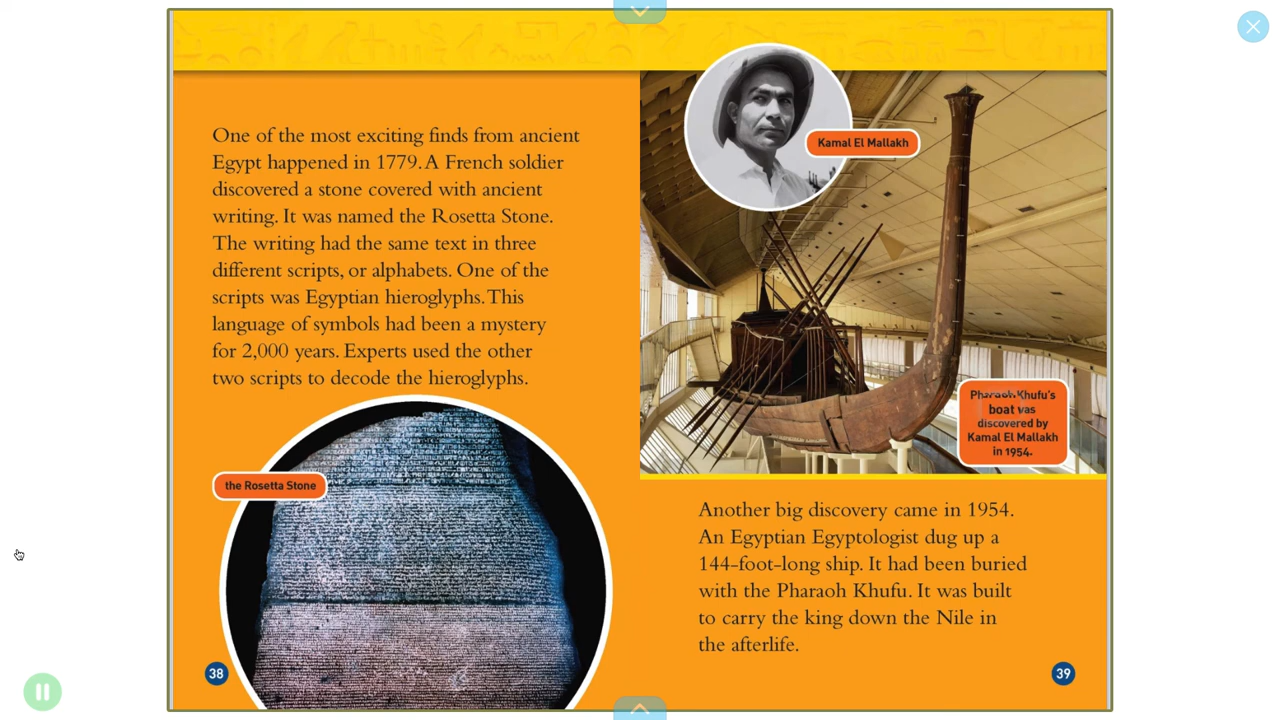 One of the most exciting finds from ancient
Egypt happened in 1779. A French soldier
discovered a stone covered with ancient
writing. It was named the Rosetta Stone.
The writing had the same text in three
different scripts, or alphabets. One of the
scripts was Egyptian hieroglyphs. This
language of symbols had been a mystery
for 2,000 years. Experts used the other
two scripts to decode the hieroglyphs.
the Rosetta Stone
38
Kamal El Mallakh
Pharaoh Khufu's
boat was
discovered by
Kamal El Mallakh
in 1954.
Another big discovery came in 1954.
An Egyptian Egyptologist dug up a
144-foot-long ship. It had been buried
with the Pharaoh Khufu. It was built
to carry the king down the Nile in
the afterlife.
39